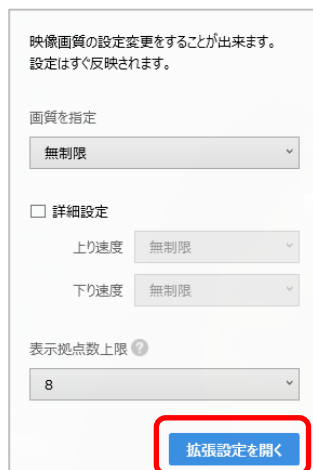 映像画質の設定変更をすることが出来ます。
設定はすぐ反映されます。
画質を指定
無制限
詳細設定
上り速度 無制限
下り速度 無制限
表示拠点数上限 ?
8
拡張設定を開く